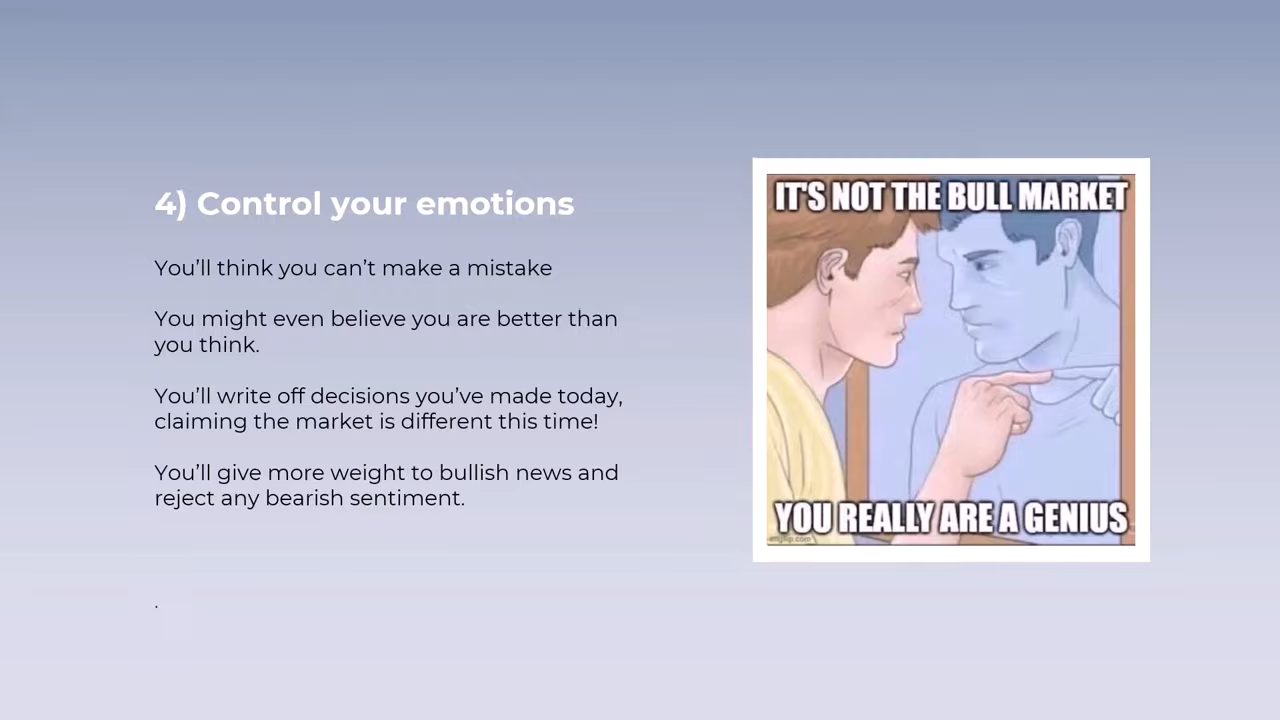 4) Control your emotions
You'll think you can't make a mistake
You might even believe you are better than
you think.
You'll write off decisions you've made today,
claiming the market is different this time!
You'll give more weight to bullish news and
reject any bearish sentiment.
.
IT'S NOT THE BULL MARKET
YOU REALLY ARE A GENIUS
imgflip.com